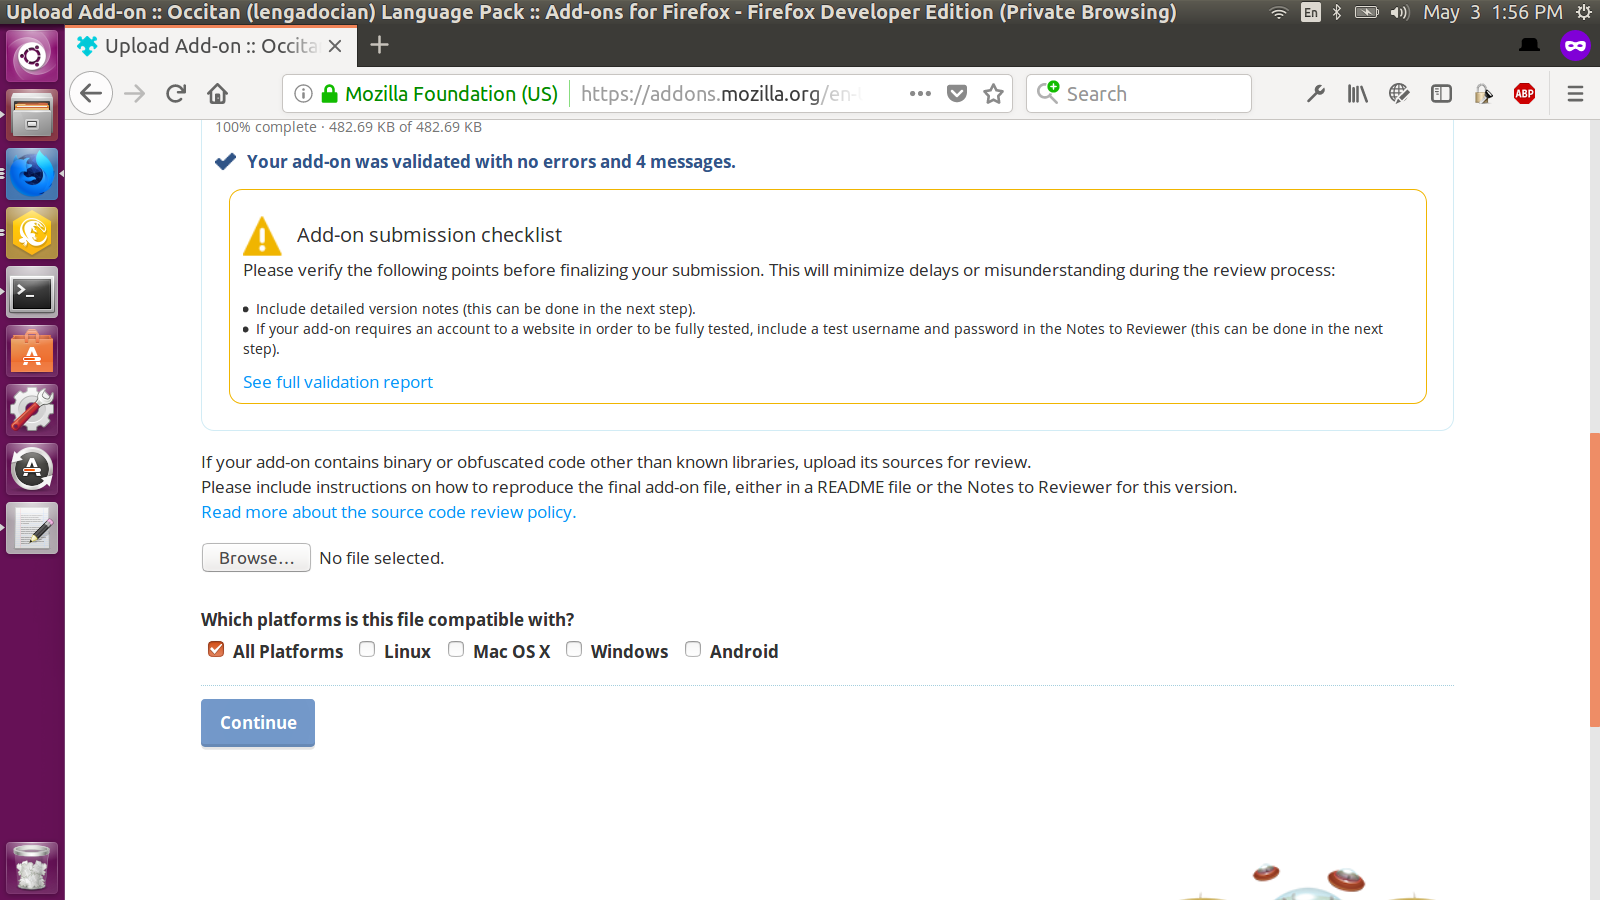 Upload Add-on :: Occitan (lengadocian) Language Pack :: Add-ons for Firefox - Firefox Developer Edition (Private Browsing)
En
May 3 1:56 PM
Upload Add-on :: Occita
Mozilla Foundation (US)
https://addons.mozilla.org/en-
Search
ABP
100% complete · 482.69 KB of 482.69 KB
Your add-on was validated with no errors and 4 messages.
Add-on submission checklist
Please verify the following points before finalizing your submission. This will minimize delays or misunderstanding during the review process:
• Include detailed version notes (this can be done in the next step).
• If your add-on requires an account to a website in order to be fully tested, include a test username and password in the Notes to Reviewer (this can be done in the next
step).
See full validation report
If your add-on contains binary or obfuscated code other than known libraries, upload its sources for review.
Please include instructions on how to reproduce the final add-on file, either in a README file or the Notes to Reviewer for this version.
Read more about the source code review policy.
Browse...
No file selected.
Which platforms is this file compatible with?
All Platforms Linux Mac OS X Windows Android
Continue